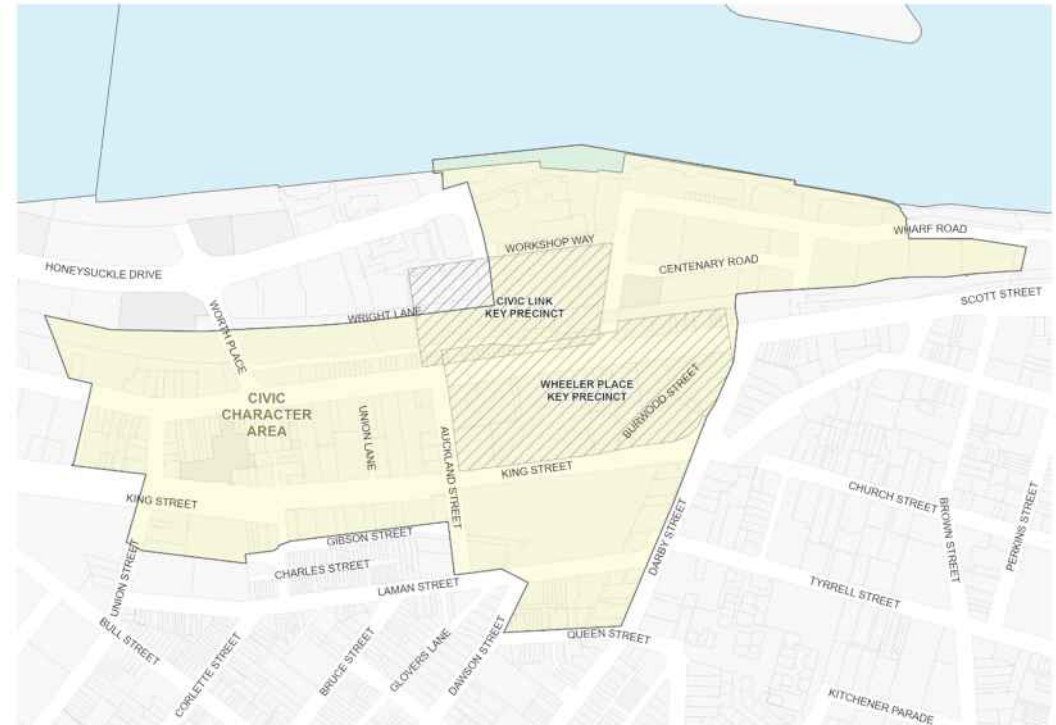 WHARF ROAD
WORKSHOP WAY
HONEYSUCKLE DRIVE
CENTENARY ROAD
SCOTT STREET
CIVIC LINK
KEY PRECINCT
WRIGHT LANE
WORTH PLACE
WHEELER PLACE
KEY PRECINCT
BURWOOD STREET
CIVIC
CHARACTER
AREA
UNION LANE
AUCKLAND STREET
KING STREET
KING STREET
CHURCH STREET
BROWN STREET
PERKINS STREET
GIBSON STREET
DARBY STREET
CHARLES STREET
UNION STREET
LAMAN STREET
TYRRELL STREET
BULL STREET
QUEEN STREET
CORLETTE STREET
BRUCE STREET
GLOVERS LANE
DAWSON STREET
KITCHENER PARADE